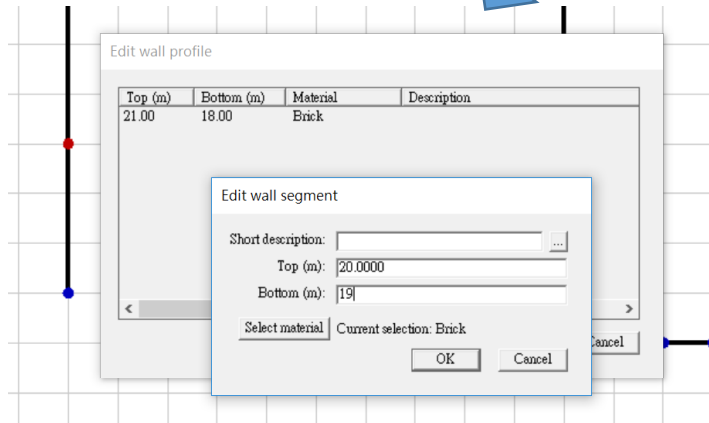 Edit wall profile
Top (m) Bottom (m) Material Description
21.00 18.00 Brick
Edit wall segment
Short description: ...
Top (m): 20.0000
Bottom (m): 19
Select material Current selection: Brick
OK Cancel
Cancel